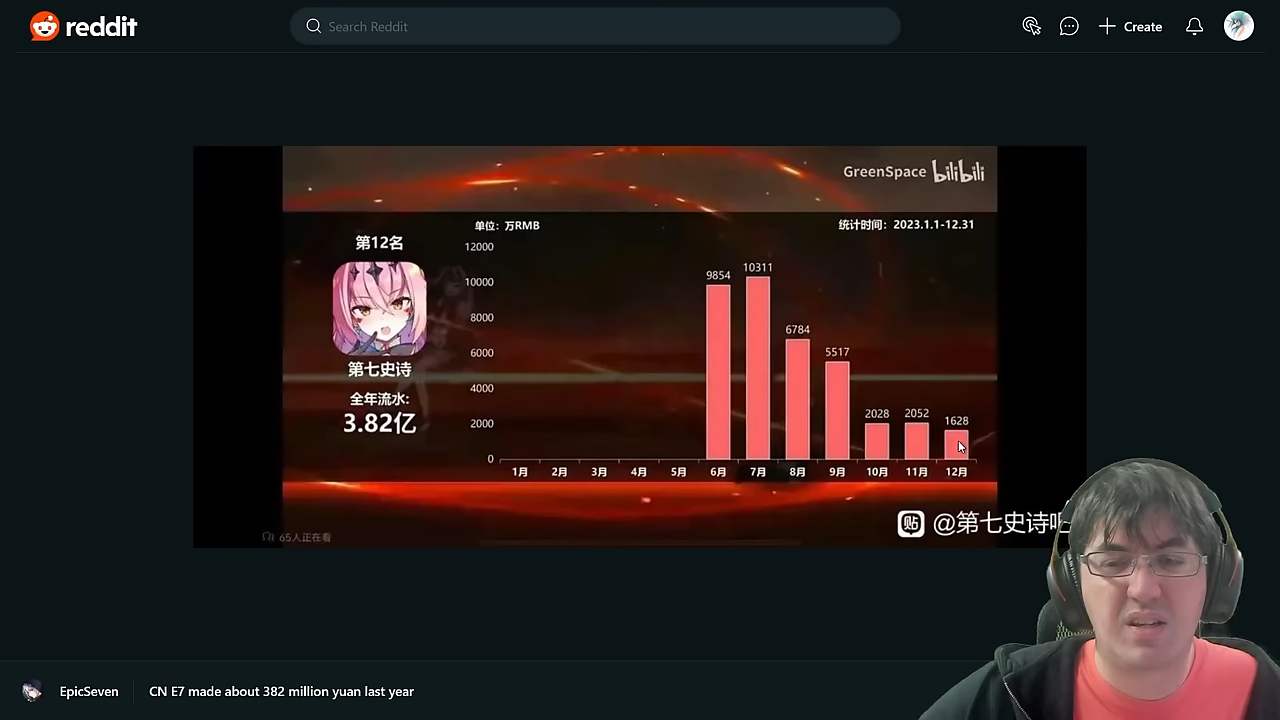 reddit
Search Reddit
Create
GreenSpace bilibili
单位：万RMB
统计时间：2023.1.1-12.31
第12名
第七史诗
全年流水:
3.82亿
12000
10000
8000
6000
4000
2000
0
9854
10311
6784
5517
2028
2052
1628
1月 2月 3月 4月 5月 6月 7月 8月 9月 10月 11月 12月
贴 @第七史诗吧
65人正在看
EpicSeven
CN E7 made about 382 million yuan last year